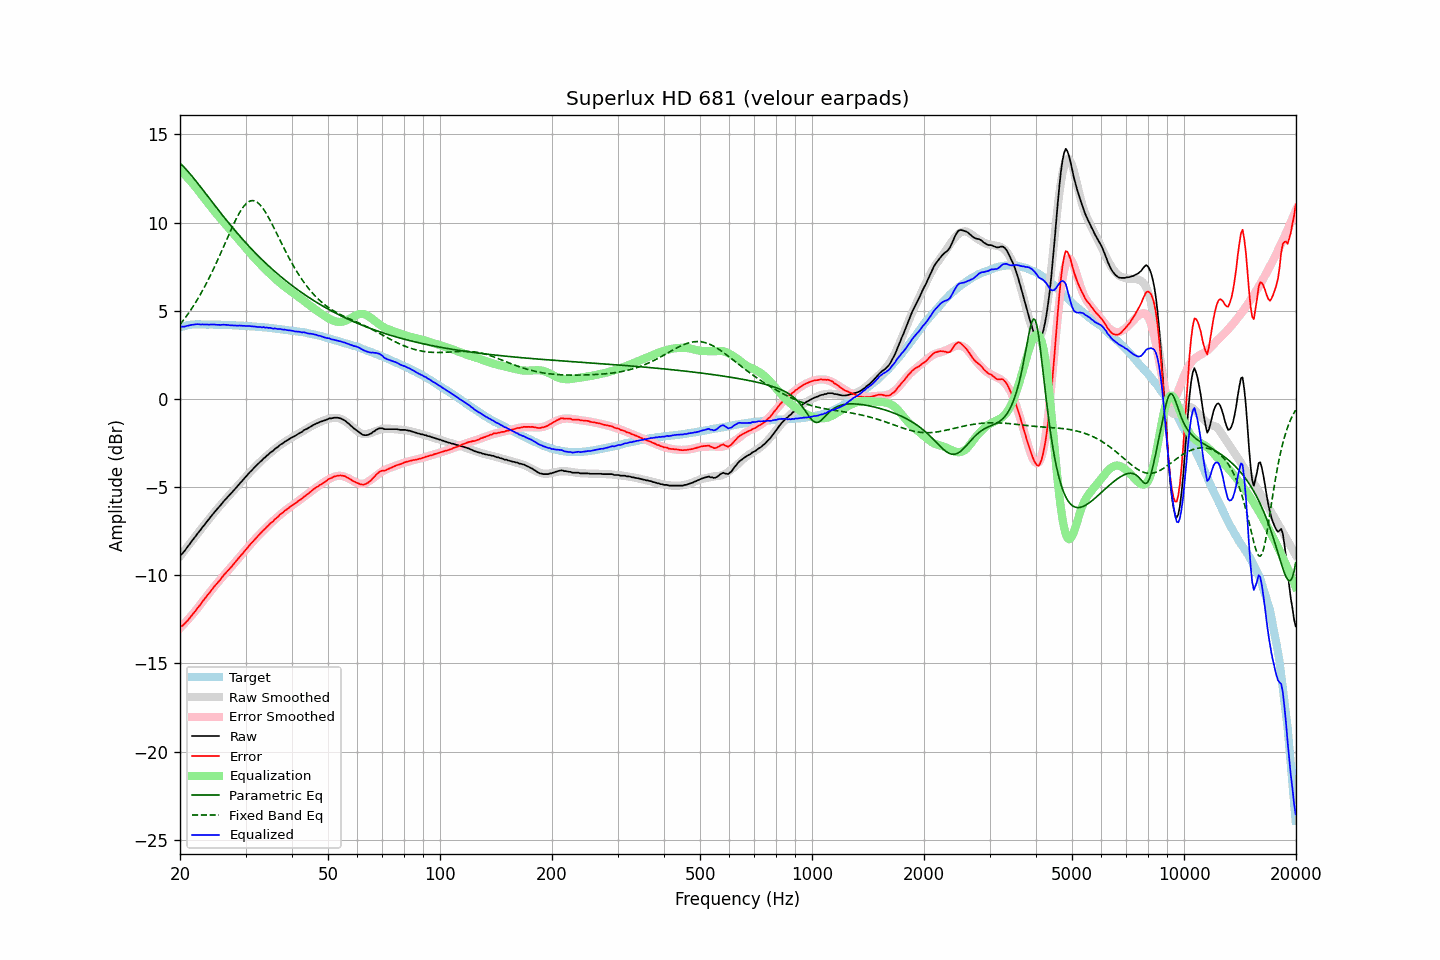 Superlux HD 681 (velour earpads)
Amplitude (dBr)
15
10
5
0
−5
−10
−15
−20
−25
Target
Raw Smoothed
Error Smoothed
Raw
Error
Equalization
Parametric Eq
Fixed Band Eq
Equalized
20 50 100 200 500 1000 2000 5000 10000 20000
Frequency (Hz)